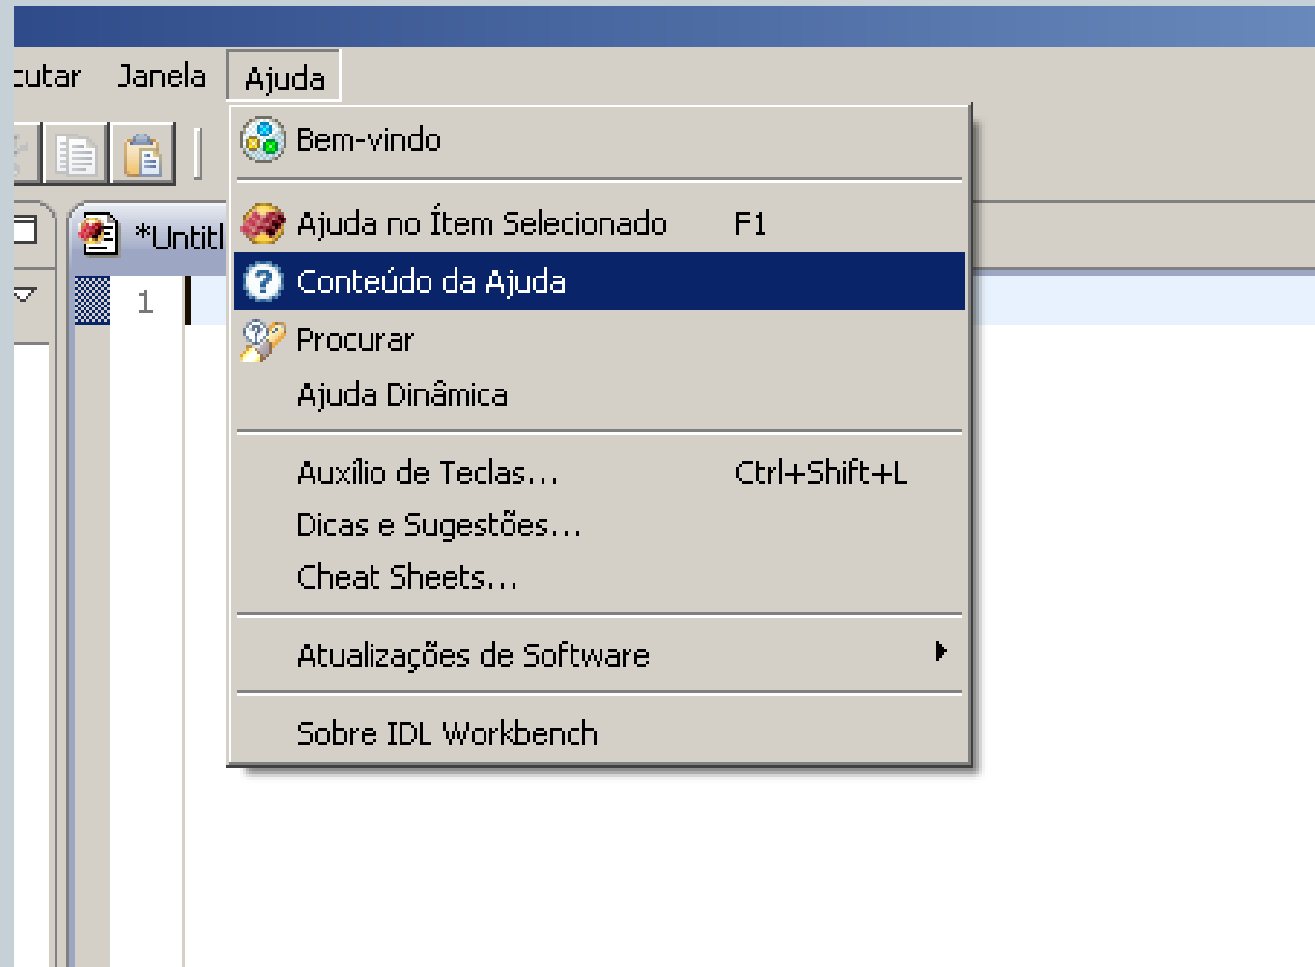 Janela Ajuda
Bem-vindo
Ajuda no Ítem Selecionado F1
*Untitl
Conteúdo da Ajuda
1
Procurar
Ajuda Dinâmica
Auxílio de Teclas... Ctrl+Shift+L
Dicas e Sugestões...
Cheat Sheets...
Atualizações de Software
Sobre IDL Workbench